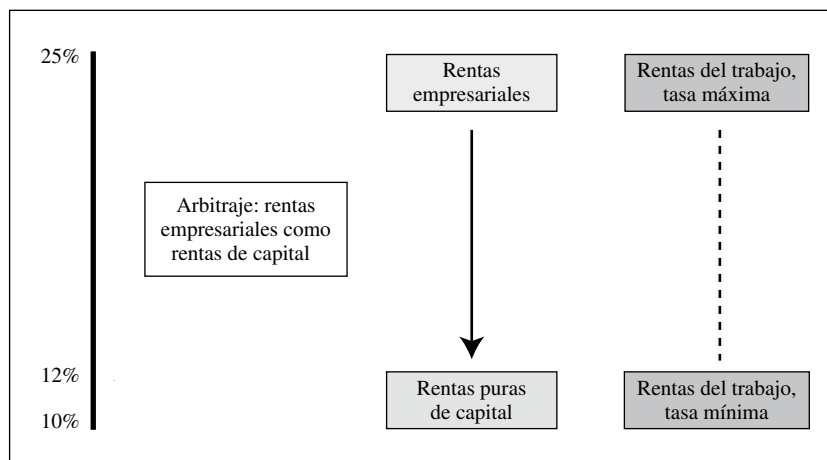 25%
Rentas
empresariales
Rentas del trabajo,
tasa máxima
Arbitraje: rentas
empresariales como
rentas de capital
12%
10%
Rentas puras
de capital
Rentas del trabajo,
tasa mínima